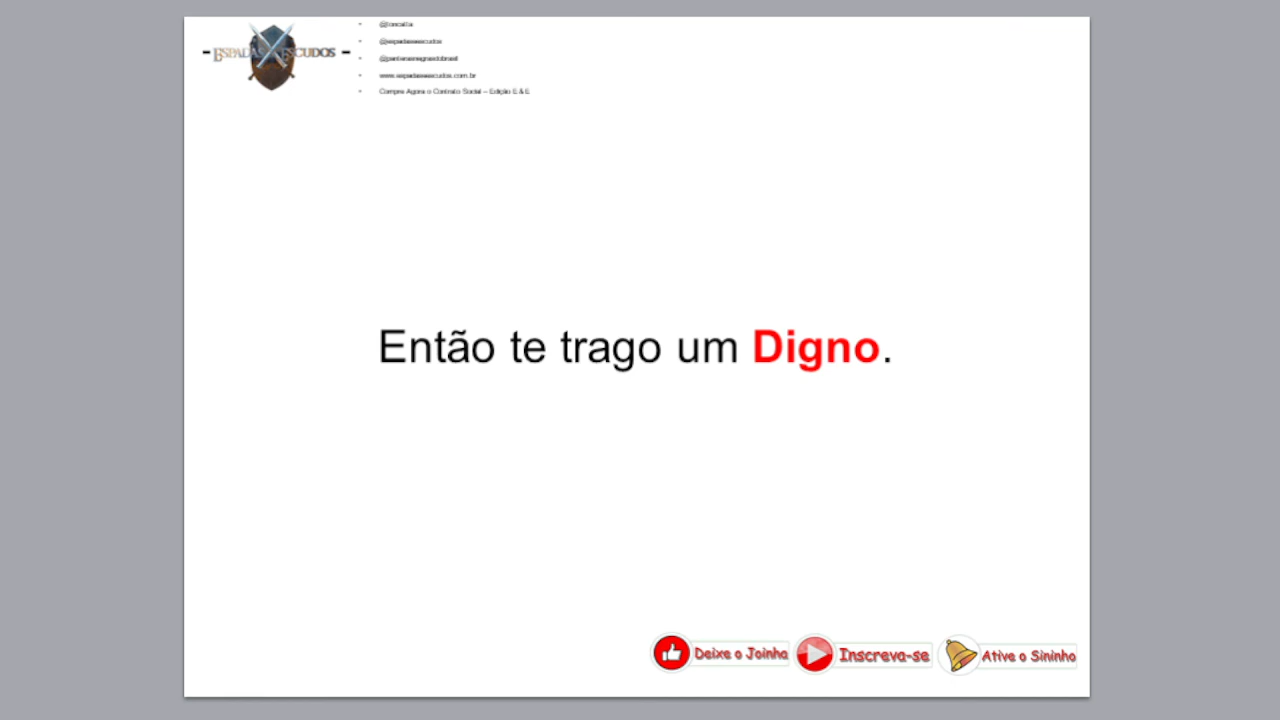 ESPADAS ESCUDOS
@espadaseescudos
@panterasnegrasdobrasil
www.espadaseescudos.com.br
Compre Agora o Contrato Social – Edição E & E
Então te trago um Digno.
Deixe o Joinha
Inscreva-se
Ative o Sininho